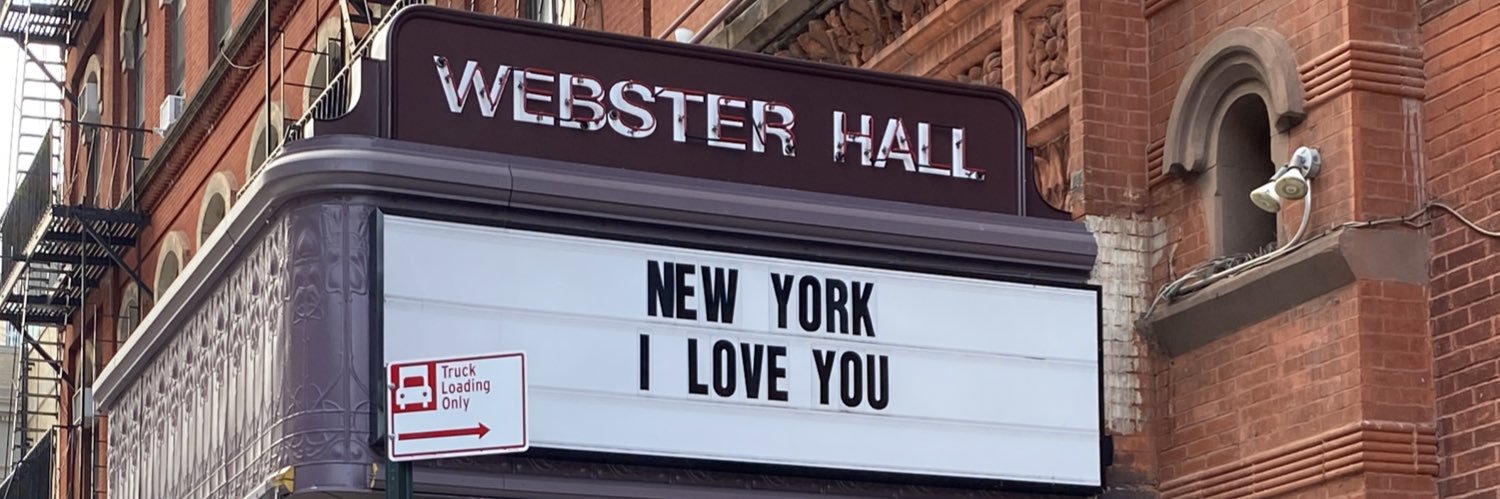 WEBSTER HALL
NEW YORK
I LOVE YOU
Truck
Loading
Only